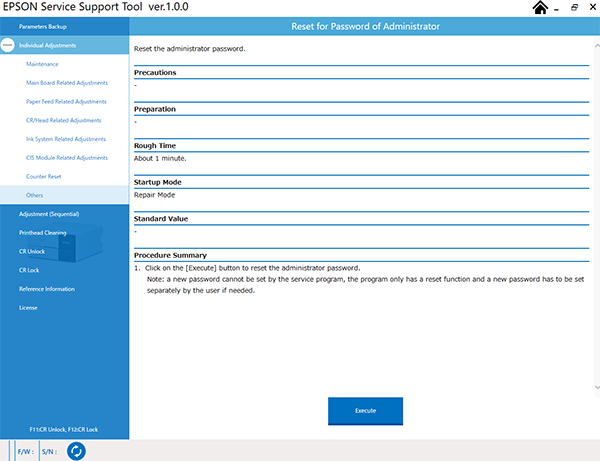 EPSON Service Support Tool ver.1.0.0
Parameters Backup
Individual Adjustments
Maintenance
Main Board Related Adjustments
Paper Feed Related Adjustments
CR/Head Related Adjustments
Ink System Related Adjustments
CIS Module Related Adjustments
Counter Reset
Others
Adjustment (Sequential)
Printhead Cleaning
CR Unlock
CR Lock
Reference Information
License
F11:CR Unlock, F12:CR Lock
Reset for Password of Administrator
Reset the administrator password.
Precautions
-
Preparation
-
Rough Time
About 1 minute.
Startup Mode
Repair Mode
Standard Value
-
Procedure Summary
1. Click on the [Execute] button to reset the administrator password.
Note: a new password cannot be set by the service program, the program only has a reset function and a new password has to be set
separately by the user if needed.
Execute
F/W : S/N :